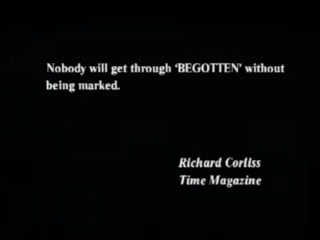 Nobody will get through ‘BEGOTTEN’ without
being marked.
Richard Corliss
Time Magazine